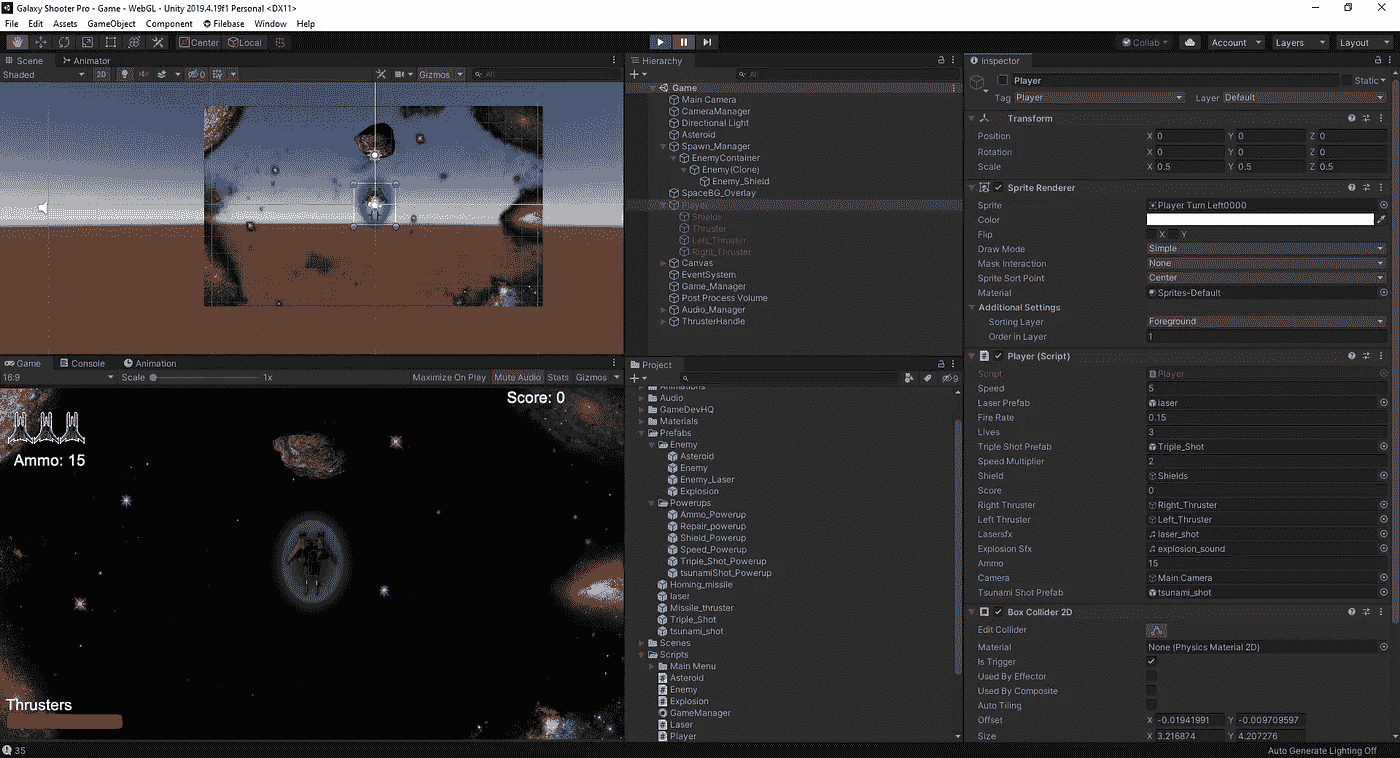 Galaxy Shooter Pro - Game - WebGL - Unity 2019.4.19f1 Personal <DX11>
File Edit Assets GameObject Component Filebase Window Help
Center Local Collab Account Layers Layout
Scene Animator
Shaded 2D 0 Gizmos All
Game Console Animation
16:9 Scale 1x Maximize On Play Mute Audio Stats Gizmos
Score: 0
Ammo: 15
Thrusters
35
Hierarchy
All
Game
Main Camera
CameraManager
Directional Light
Asteroid
Spawn_Manager
EnemyContainer
Enemy(Clone)
Enemy_Shield
SpaceBG_Overlay
Player
Shields
Thruster
Left_Thruster
Right_Thruster
Canvas
EventSystem
Game_Manager
Post Process Volume
Audio_Manager
ThrusterHandle
Project
9
Animations
Audio
GameDevHQ
Materials
Prefabs
Enemy
Asteroid
Enemy
Enemy_Laser
Explosion
Powerups
Ammo_Powerup
Repair_powerup
Shield_Powerup
Speed_Powerup
Triple_Shot_Powerup
tsunamiShot_Powerup
Homing_missile
laser
Missile_thruster
Triple_Shot
tsunami_shot
Scenes
Scripts
Main Menu
Asteroid
Enemy
Explosion
GameManager
Laser
Player
Inspector
Player Static
Tag Player Layer Default
Transform
Position X 0 Y 0 Z 0
Rotation X 0 Y 0 Z 0
Scale X 0.5 Y 0.5 Z 0.5
Sprite Renderer
Sprite Player Turn Left0000
Color
Flip X Y
Draw Mode Simple
Mask Interaction None
Sprite Sort Point Center
Material Sprites-Default
Additional Settings
Sorting Layer Foreground
Order in Layer 1
Player (Script)
Script Player
Speed 5
Laser Prefab laser
Fire Rate 0.15
Lives 3
Triple Shot Prefab Triple_Shot
Speed Multiplier 2
Shield Shields
Score 0
Right Thruster Right_Thruster
Left Thruster Left_Thruster
Lasersfx laser_shot
Explosion Sfx explosion_sound
Ammo 15
Camera Main Camera
Tsunami Shot Prefab tsunami_shot
Box Collider 2D
Edit Collider
Material None (Physics Material 2D)
Is Trigger
Used By Effector
Used By Composite
Auto Tiling
Offset X -0.01941991 Y -0.009709597
Size X 3.216874 Y 4.207276
Auto Generate Lighting Off